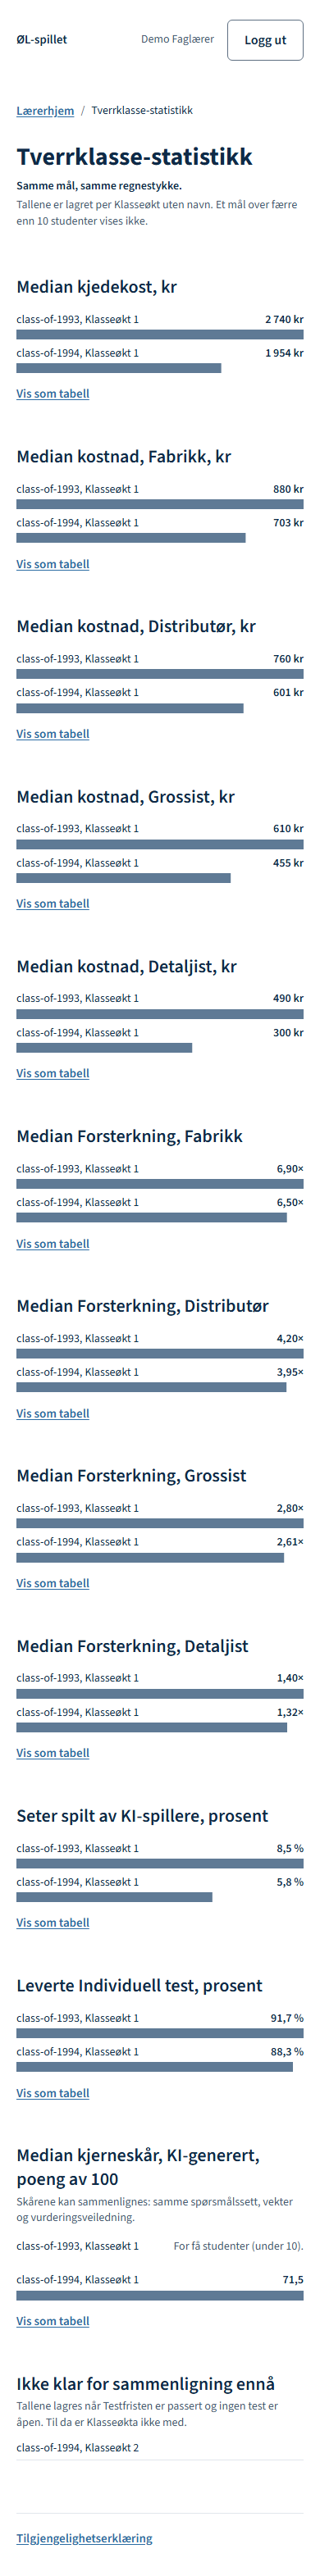 ØL-spillet
Demo Faglærer
Logg ut
Lærerhjem / Tverrklasse-statistikk
Tverrklasse-statistikk
Samme mål, samme regnestykke.
Tallene er lagret per Klasseøkt uten navn. Et mål over færre
enn 10 studenter vises ikke.
Median kjedekost, kr
class-of-1993, Klasseøkt 1 2 740 kr
class-of-1994, Klasseøkt 1 1 954 kr
Vis som tabell
Median kostnad, Fabrikk, kr
class-of-1993, Klasseøkt 1 880 kr
class-of-1994, Klasseøkt 1 703 kr
Vis som tabell
Median kostnad, Distributør, kr
class-of-1993, Klasseøkt 1 760 kr
class-of-1994, Klasseøkt 1 601 kr
Vis som tabell
Median kostnad, Grossist, kr
class-of-1993, Klasseøkt 1 610 kr
class-of-1994, Klasseøkt 1 455 kr
Vis som tabell
Median kostnad, Detaljist, kr
class-of-1993, Klasseøkt 1 490 kr
class-of-1994, Klasseøkt 1 300 kr
Vis som tabell
Median Forsterkning, Fabrikk
class-of-1993, Klasseøkt 1 6,90×
class-of-1994, Klasseøkt 1 6,50×
Vis som tabell
Median Forsterkning, Distributør
class-of-1993, Klasseøkt 1 4,20×
class-of-1994, Klasseøkt 1 3,95×
Vis som tabell
Median Forsterkning, Grossist
class-of-1993, Klasseøkt 1 2,80×
class-of-1994, Klasseøkt 1 2,61×
Vis som tabell
Median Forsterkning, Detaljist
class-of-1993, Klasseøkt 1 1,40×
class-of-1994, Klasseøkt 1 1,32×
Vis som tabell
Seter spilt av KI-spillere, prosent
class-of-1993, Klasseøkt 1 8,5 %
class-of-1994, Klasseøkt 1 5,8 %
Vis som tabell
Leverte Individuell test, prosent
class-of-1993, Klasseøkt 1 91,7 %
class-of-1994, Klasseøkt 1 88,3 %
Vis som tabell
Median kjerneskår, KI-generert,
poeng av 100
Skårene kan sammenlignes: samme spørsmålssett, vekter
og vurderingsveiledning.
class-of-1993, Klasseøkt 1 For få studenter (under 10).
class-of-1994, Klasseøkt 1 71,5
Vis som tabell
Ikke klar for sammenligning ennå
Tallene lagres når Testfristen er passert og ingen test er
åpen. Til da er Klasseøkta ikke med.
class-of-1994, Klasseøkt 2
Tilgjengelighetserklæring